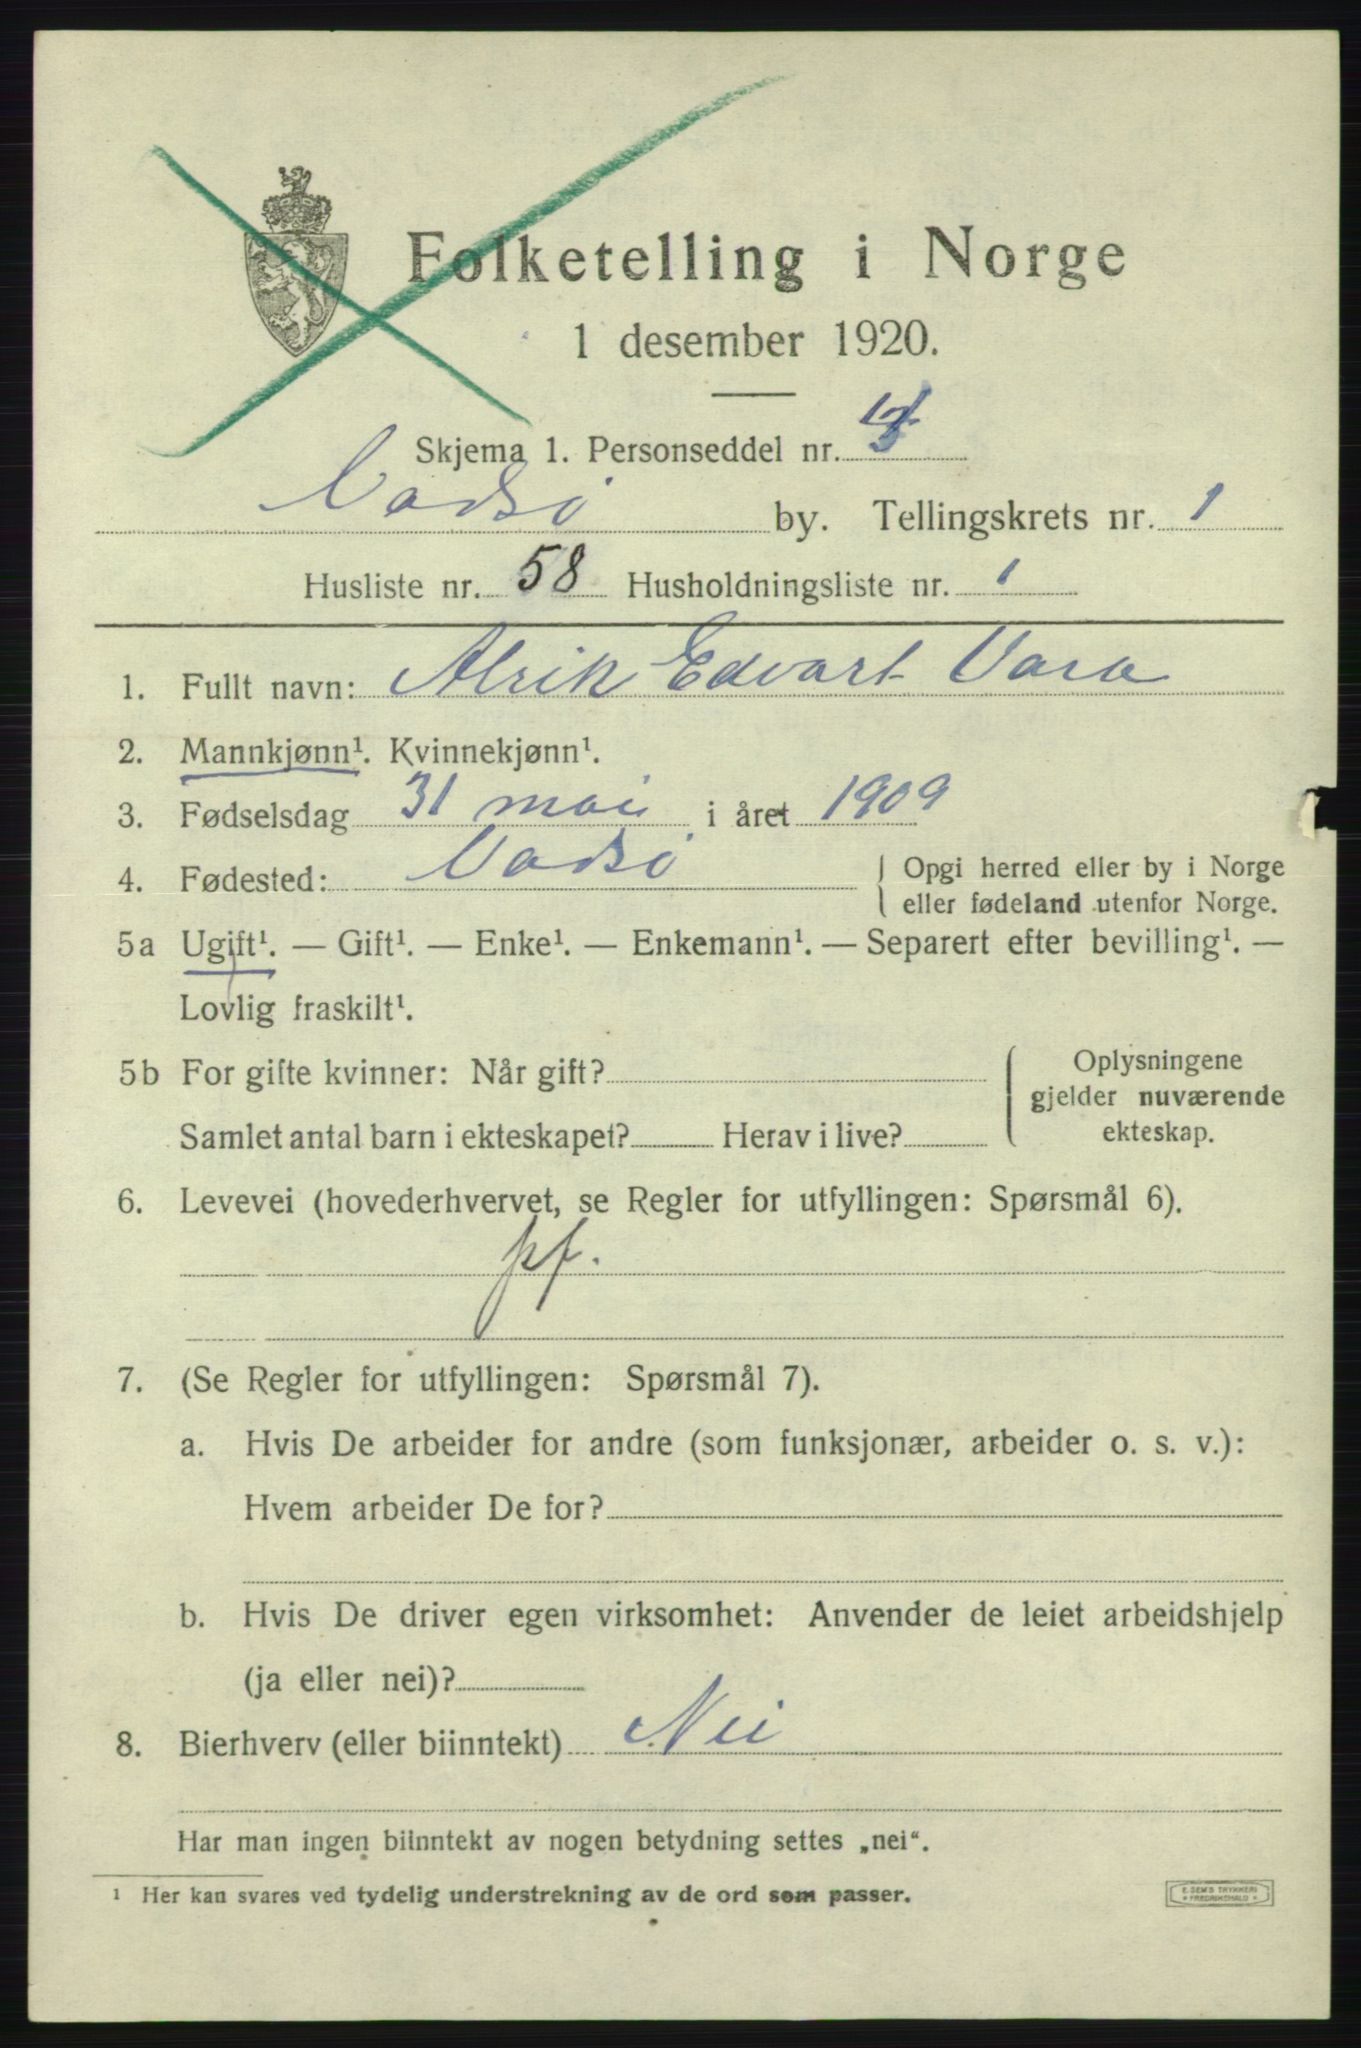 Folketelling i Norge
1 desember 1920.
Skjema 1. Personseddel nr.
Vadsø by. Tellingskrets nr. 1
Husliste nr. 58 Husholdningsliste nr. 1
1. Fullt navn: Alrik Edvart Vara
2. Mannkjønn¹. Kvinnekjønn¹.
3. Fødselsdag 31 mai i året 1909
4. Fødested: Vadsø { Opgi herred eller by i Norge
eller fødeland utenfor Norge.
5a Ugift¹. — Gift¹. — Enke¹. — Enkemann¹. — Separert efter bevilling¹. —
Lovlig fraskilt¹.
5b For gifte kvinner: Når gift? { Oplysningene
gjelder nuværende
Samlet antal barn i ekteskapet? Herav i live? ekteskap.
6. Levevei (hovederhvervet, se Regler for utfyllingen: Spørsmål 6).
pf.
7. (Se Regler for utfyllingen: Spørsmål 7).
a. Hvis De arbeider for andre (som funksjonær, arbeider o. s. v.):
Hvem arbeider De for?
b. Hvis De driver egen virksomhet: Anvender de leiet arbeidshjelp
(ja eller nei)?
8. Bierhverv (eller biinntekt) Nei
Har man ingen biinntekt av nogen betydning settes „nei“.
¹ Her kan svares ved tydelig understrekning av de ord som passer.
E. SEM'S TRYKKERI
FREDRIKSHALD